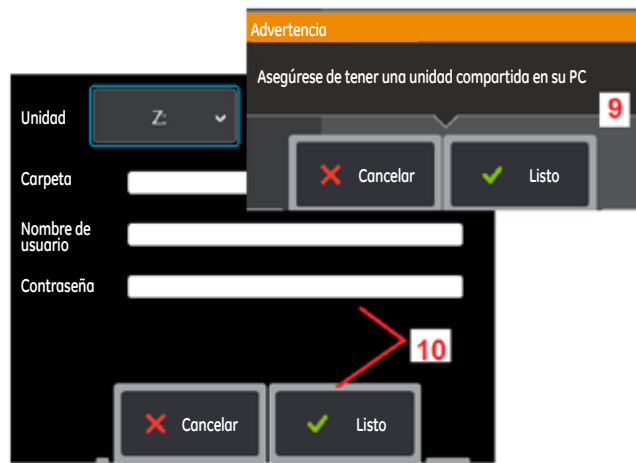 Advertencia
Asegúrese de tener una unidad compartida en su PC
9
Cancelar
Listo
Unidad
Z:
Carpeta
Nombre de
usuario
Contraseña
10
Cancelar
Listo